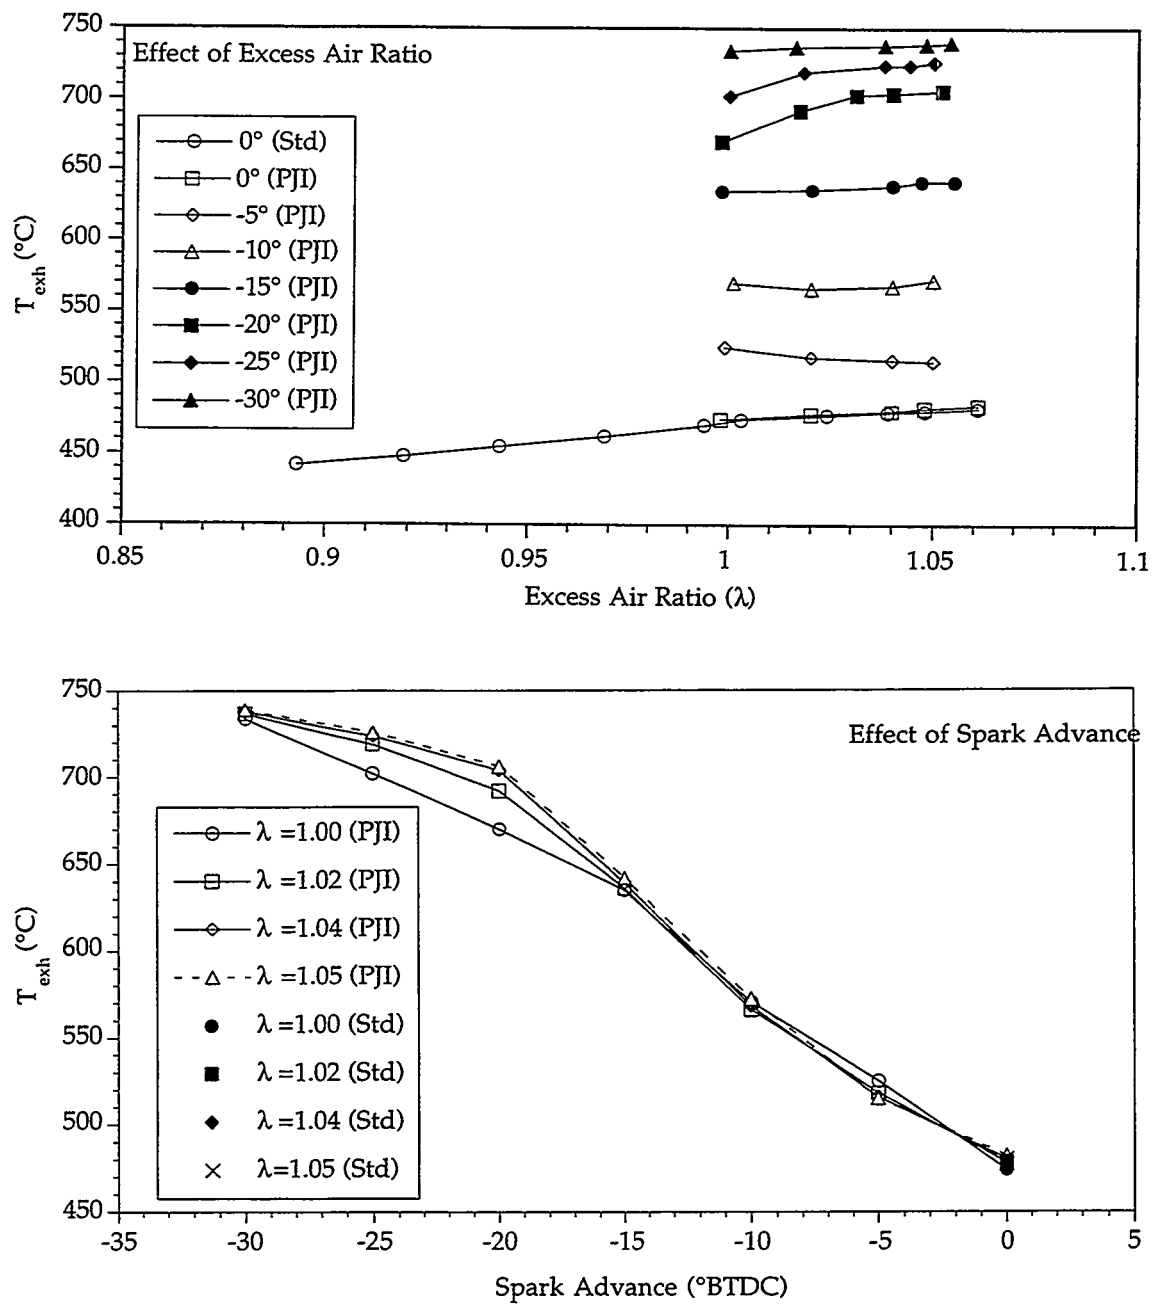 750
Effect of Excess Air Ratio
700
0° (Std)
0° (PJI)
650
-5° (PJI)
600
-10° (PJI)
T exh (°C)
550
-15° (PJI)
-20° (PJI)
500
-25° (PJI)
-30° (PJI)
450
400
0.85 0.9 0.95 1 1.05 1.1
Excess Air Ratio (λ)
750
Effect of Spark Advance
700
λ =1.00 (PJI)
650
λ =1.02 (PJI)
λ =1.04 (PJI)
600
T exh (°C)
λ =1.05 (PJI)
550
λ =1.00 (Std)
λ =1.02 (Std)
500
λ =1.04 (Std)
λ=1.05 (Std)
450
-35 -30 -25 -20 -15 -10 -5 0 5
Spark Advance (°BTDC)